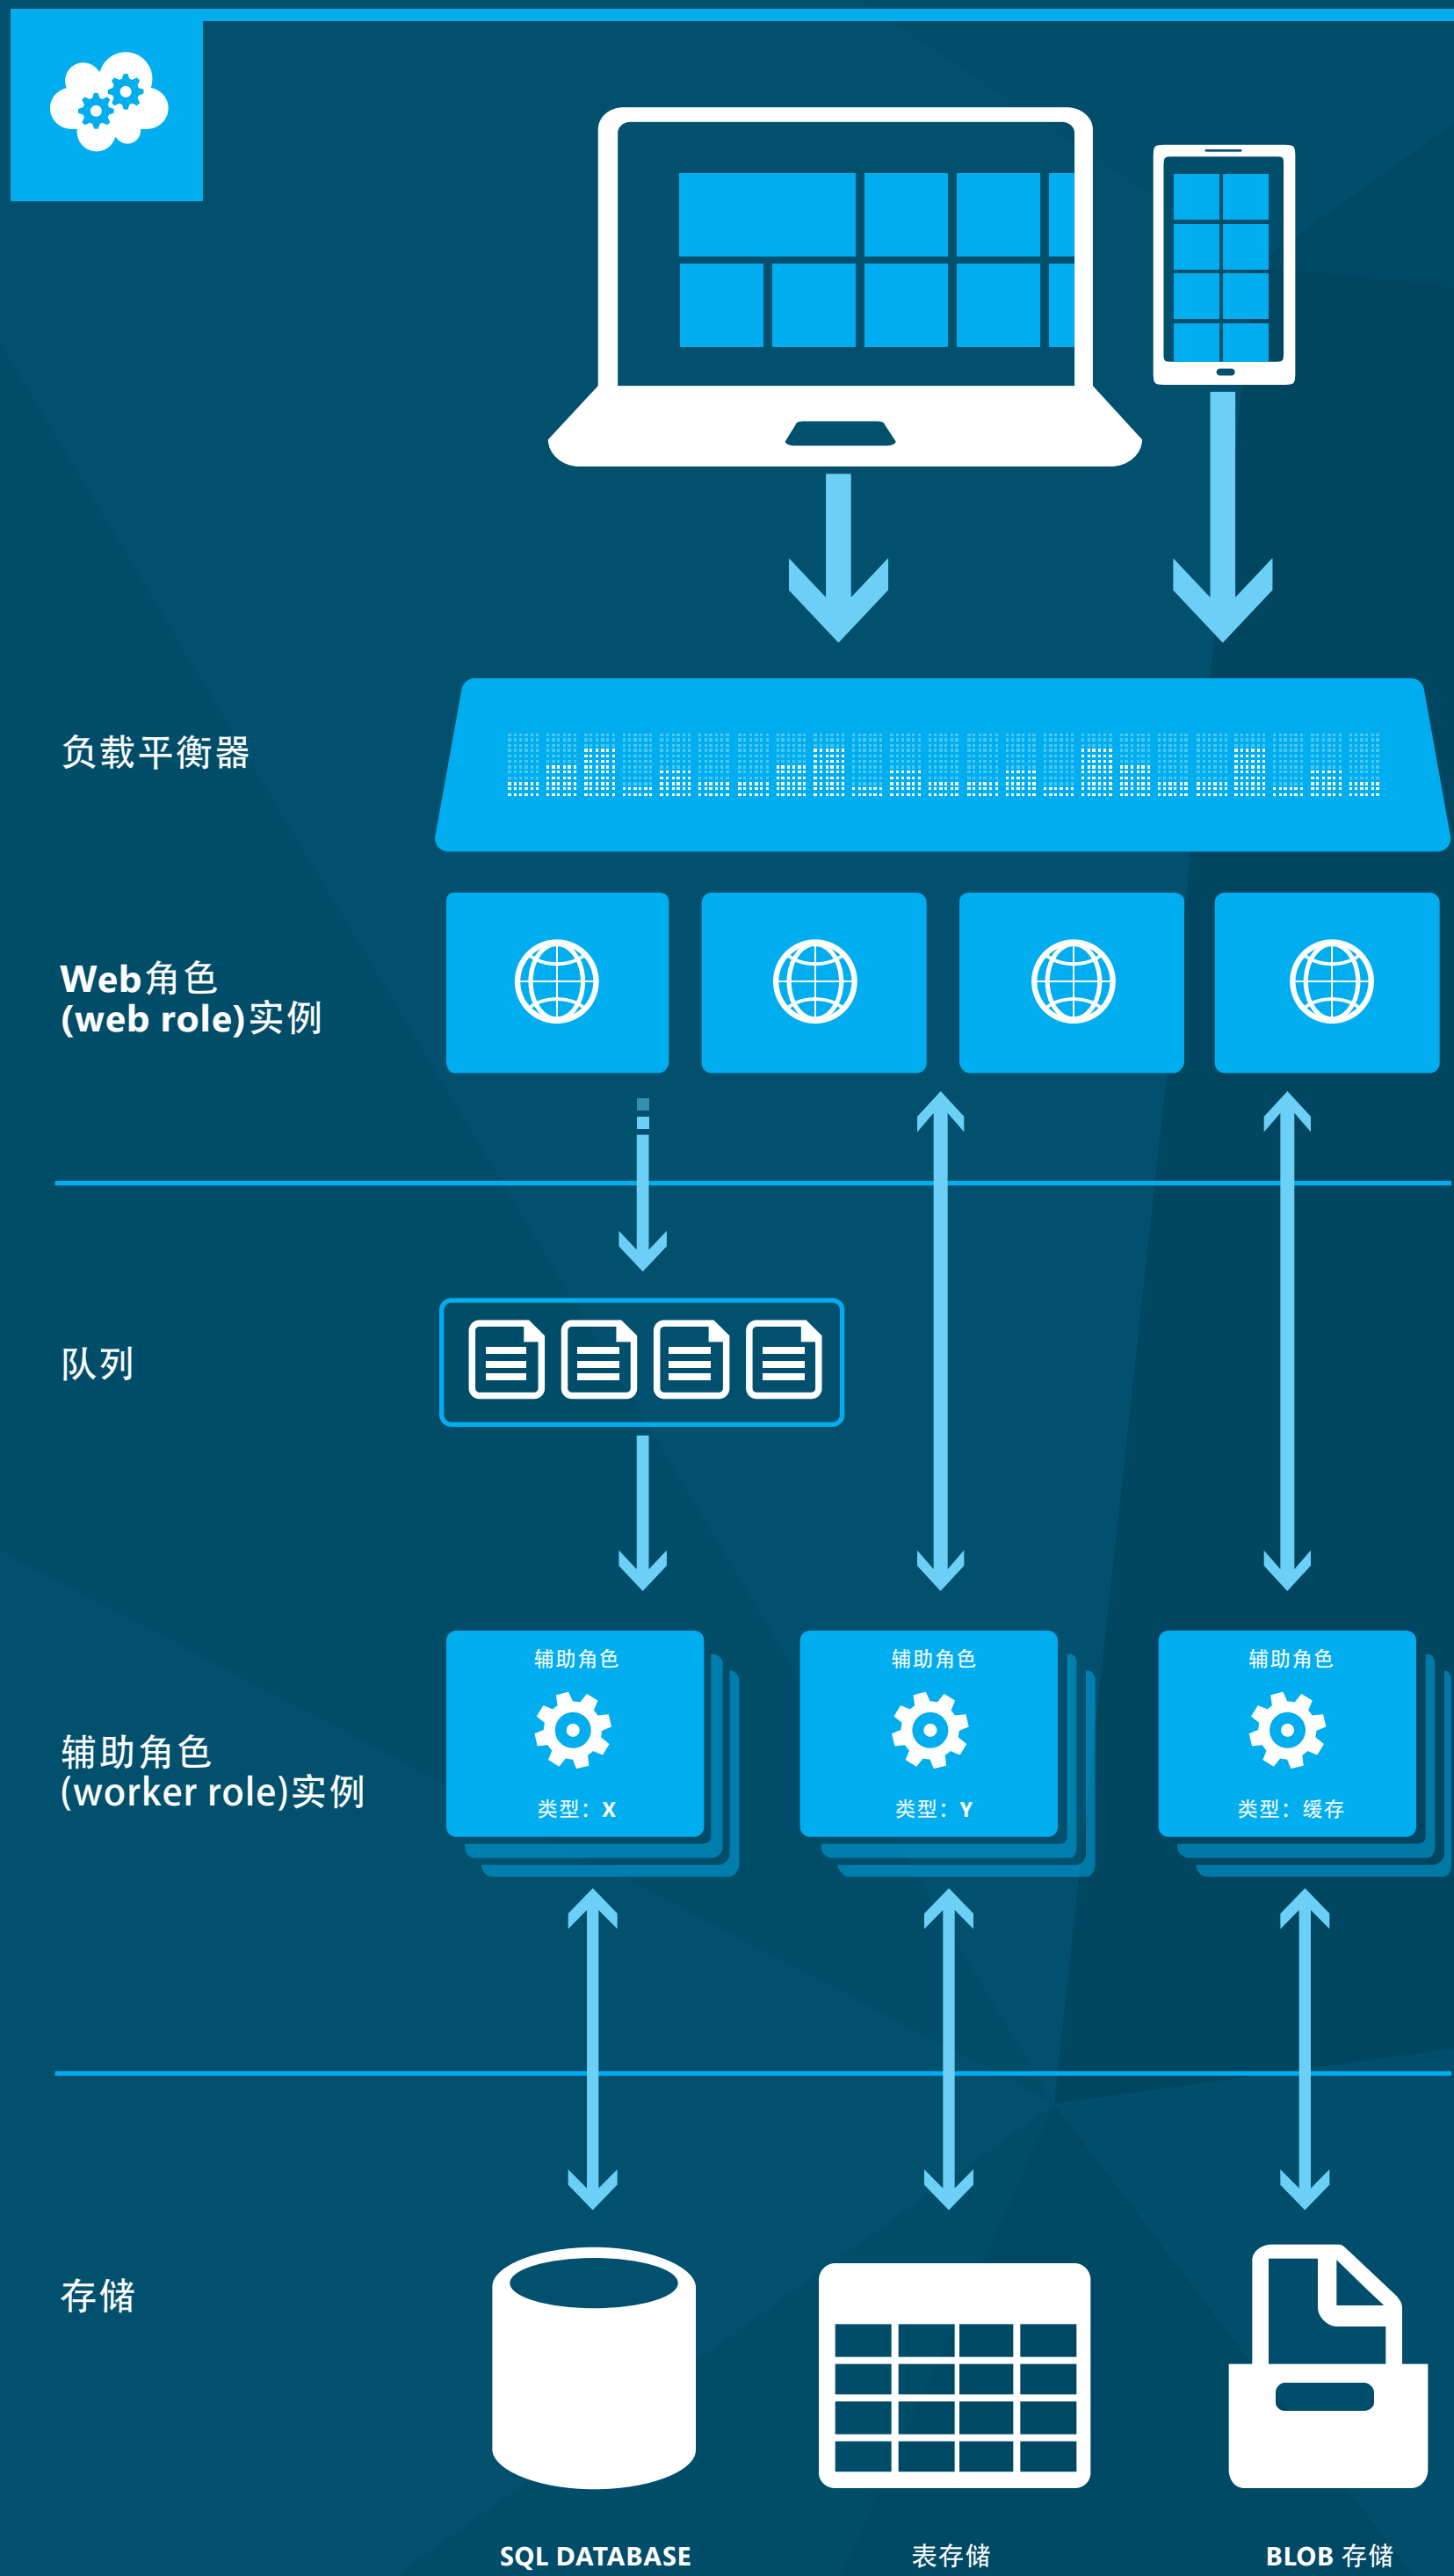 负载平衡器
Web角色
(web role)实例
队列
辅助角色
类型：X
辅助角色
类型：Y
辅助角色
类型：缓存
辅助角色
(worker role)实例
存储
SQL DATABASE
表存储
BLOB 存储